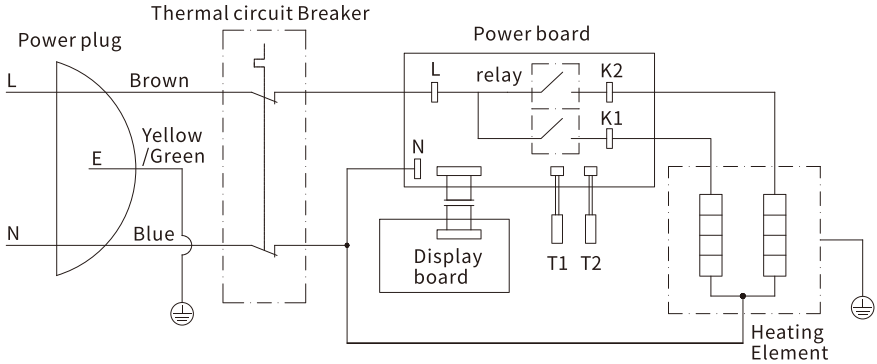 Thermal circuit Breaker
Power plug
Power board
L
Brown
L
relay
K2
K1
Yellow
/Green
E
N
N
Blue
Display
board
T1
T2
Heating
Element